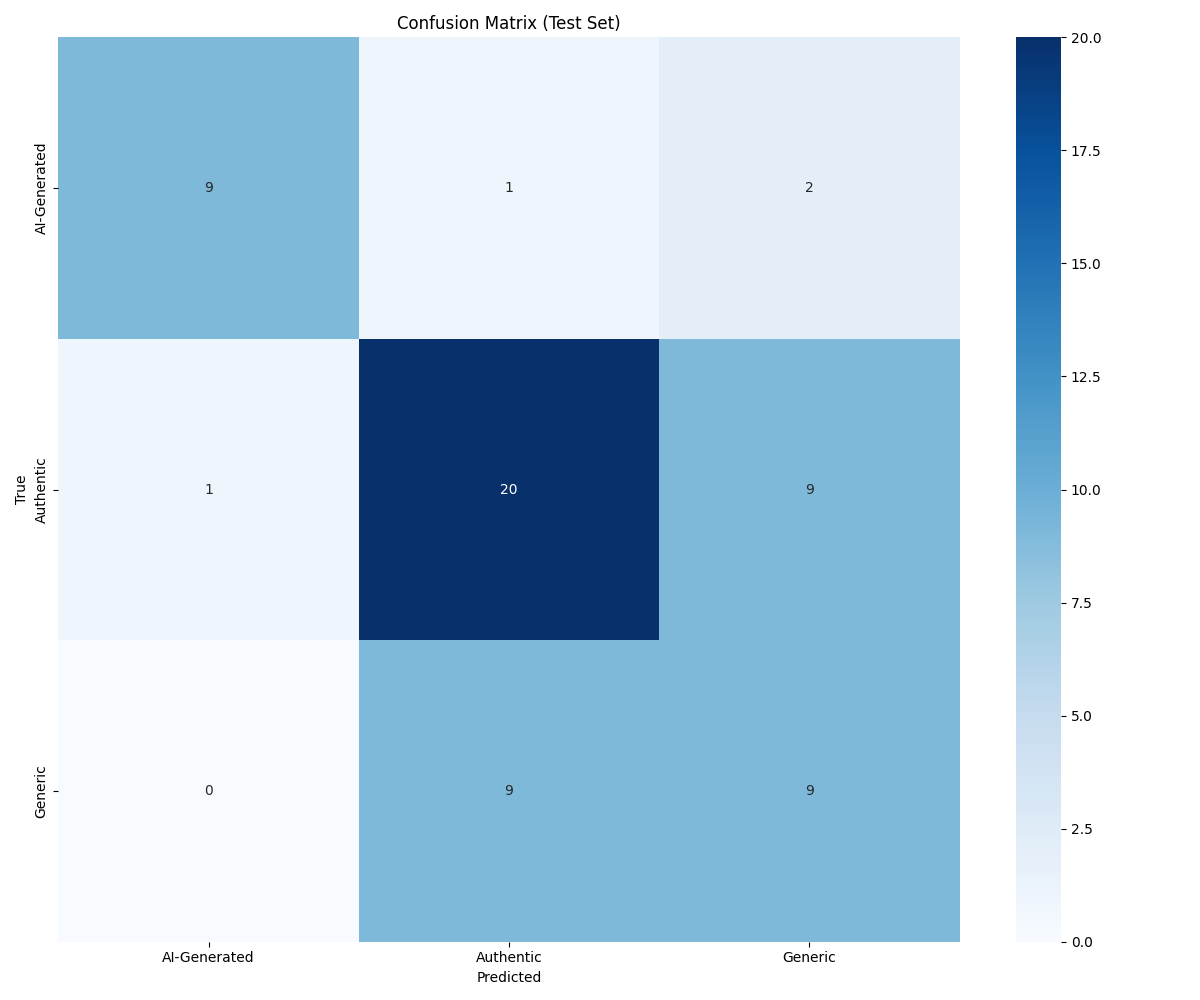 Confusion Matrix (Test Set)
20.0
17.5
15.0
12.5
10.0
7.5
5.0
2.5
0.0
True
AI-Generated
9 1 2
Authentic
1 20 9
Generic
0 9 9
AI-Generated Authentic Generic
Predicted